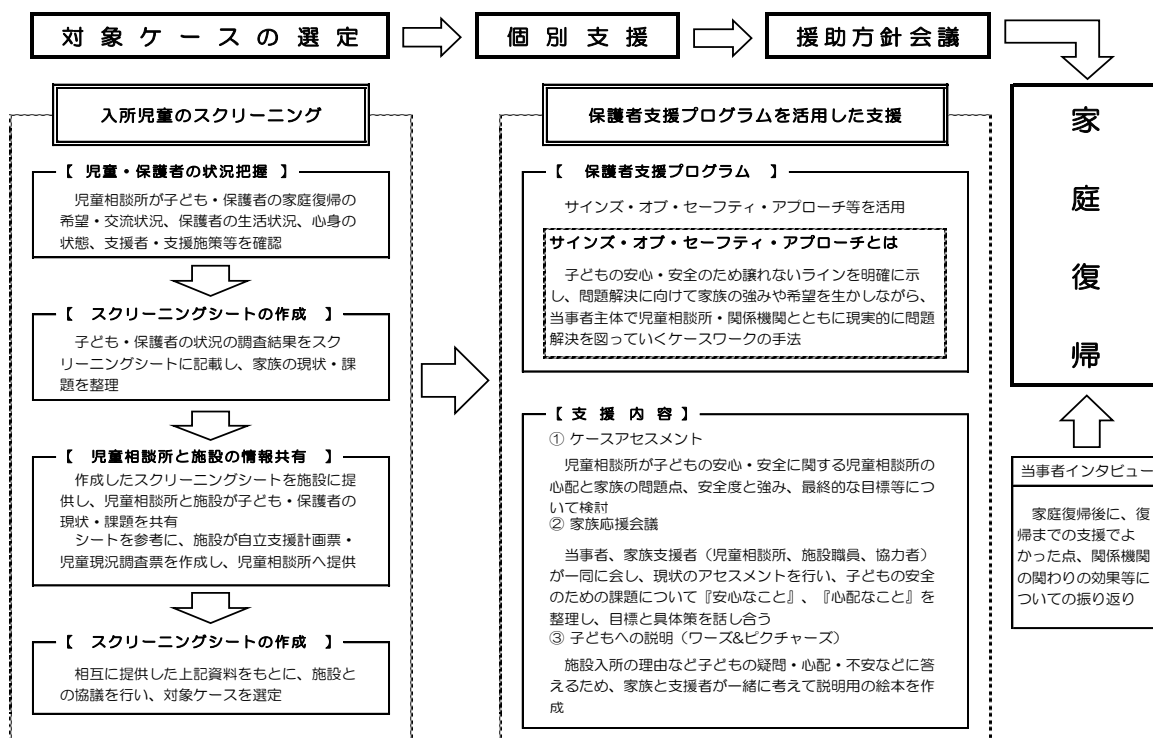 対象ケースの選定
個別支援
援助方針会議
入所児童のスクリーニング
【 児童・保護者の状況把握 】
児童相談所が子ども・保護者の家庭復帰の
希望・交流状況、保護者の生活状況、心身の
状態、支援者・支援施策等を確認
【 スクリーニングシートの作成 】
子ども・保護者の状況の調査結果をスク
リーニングシートに記載し、家族の現状・課
題を整理
【 児童相談所と施設の情報共有 】
作成したスクリーニングシートを施設に提
供し、児童相談所と施設が子ども・保護者の
現状・課題を共有
シートを参考に、施設が自立支援計画票・
児童現況調査票を作成し、児童相談所へ提供
【 スクリーニングシートの作成 】
相互に提供した上記資料をもとに、施設と
の協議を行い、対象ケースを選定
保護者支援プログラムを活用した支援
【 保護者支援プログラム 】
サインズ・オブ・セーフティ・アプローチ等を活用
サインズ・オブ・セーフティ・アプローチとは
子どもの安心・安全のため譲れないラインを明確に示
し、問題解決に向けて家族の強みや希望を生かしながら、
当事者主体で児童相談所・関係機関とともに現実的に問題
解決を図っていくケースワークの手法
【 支 援 内 容 】
① ケースアセスメント
児童相談所が子どもの安心・安全に関する児童相談所の
心配と家族の問題点、安全度と強み、最終的な目標等につ
いて検討
② 家族応援会議
当事者、家族支援者（児童相談所、施設職員、協力者）
が一同に会し、現状のアセスメントを行い、子どもの安全
のための課題について『安心なこと』、『心配なこと』を
整理し、目標と具体策を話し合う
③ 子どもへの説明（ワーズ&ピクチャーズ）
施設入所の理由など子どもの疑問・心配・不安などに答
えるため、家族と支援者が一緒に考えて説明用の絵本を作
成
家庭復帰
当事者インタビュー
家庭復帰後に、復
帰までの支援でよ
かった点、関係機関
の関わりの効果等に
ついての振り返り